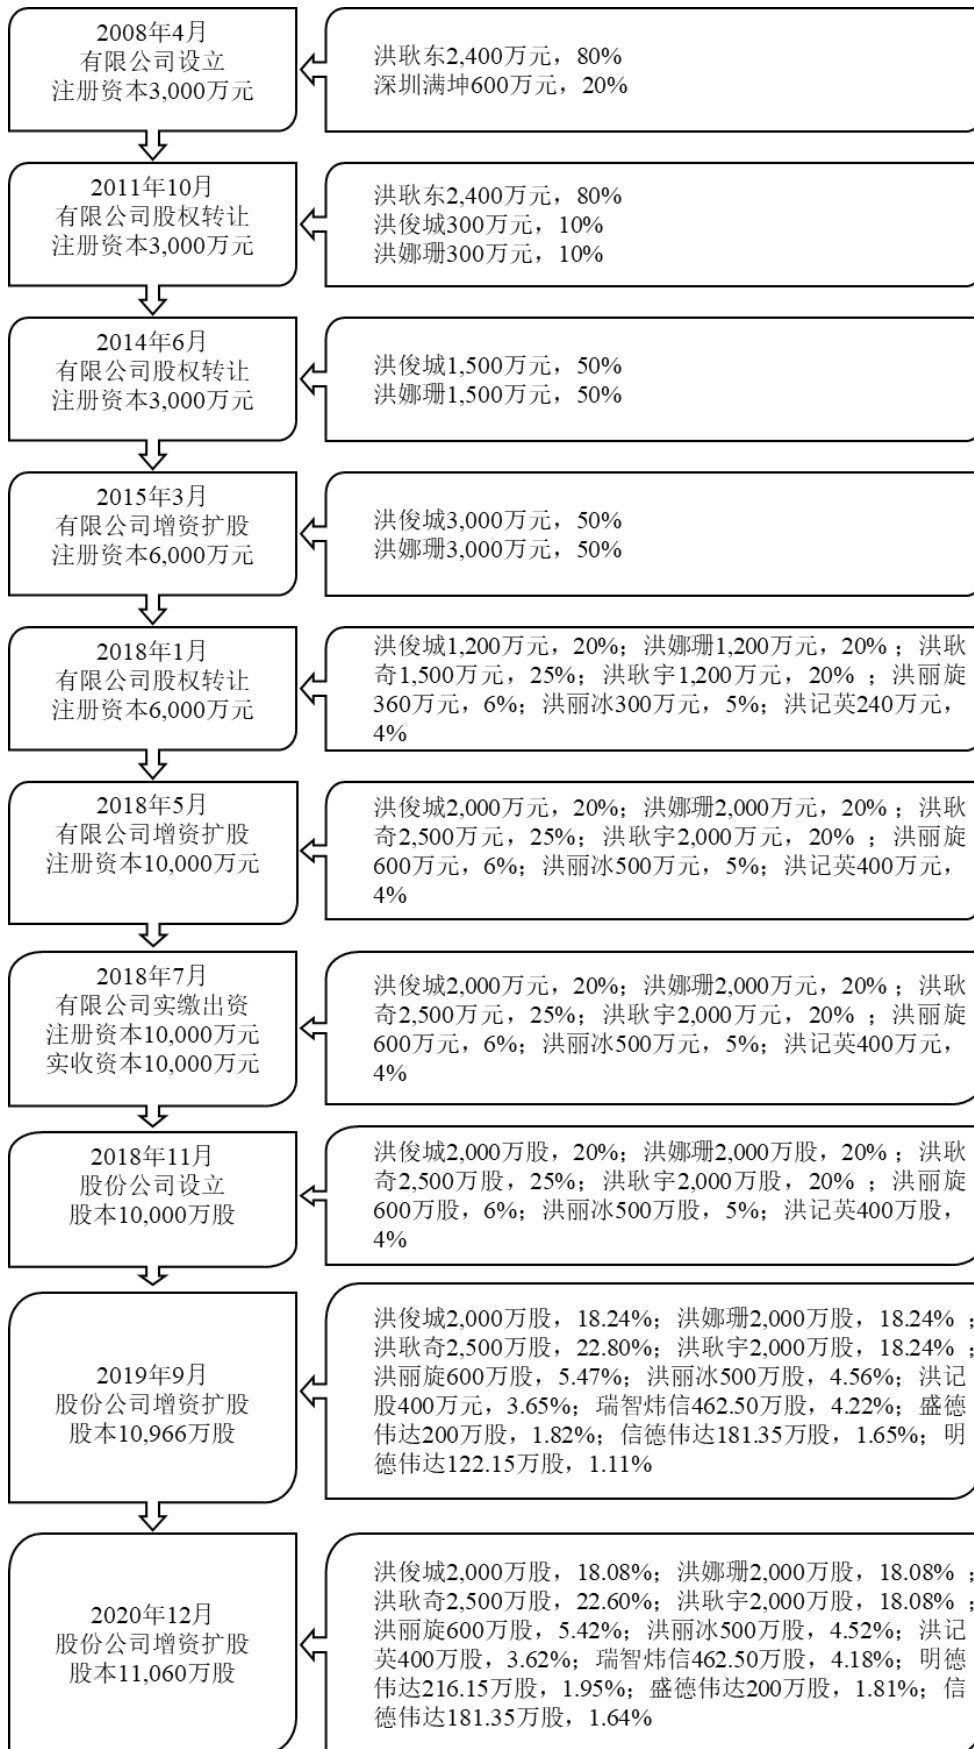 2008年4月
有限公司设立
注册资本3,000万元
洪耿东2,400万元，80%
深圳满坤600万元，20%
2011年10月
有限公司股权转让
注册资本3,000万元
洪耿东2,400万元，80%
洪俊城300万元，10%
洪娜珊300万元，10%
2014年6月
有限公司股权转让
注册资本3,000万元
洪俊城1,500万元，50%
洪娜珊1,500万元，50%
2015年3月
有限公司增资扩股
注册资本6,000万元
洪俊城3,000万元，50%
洪娜珊3,000万元，50%
2018年1月
有限公司股权转让
注册资本6,000万元
洪俊城1,200万元，20%；洪娜珊1,200万元，20%；洪耿
奇1,500万元，25%；洪耿宇1,200万元，20%；洪丽旋
360万元，6%；洪丽冰300万元，5%；洪记英240万元，
4%
2018年5月
有限公司增资扩股
注册资本10,000万元
洪俊城2,000万元，20%；洪娜珊2,000万元，20%；洪耿
奇2,500万元，25%；洪耿宇2,000万元，20%；洪丽旋
600万元，6%；洪丽冰500万元，5%；洪记英400万元，
4%
2018年7月
有限公司实缴出资
注册资本10,000万元
实收资本10,000万元
洪俊城2,000万元，20%；洪娜珊2,000万元，20%；洪耿
奇2,500万元，25%；洪耿宇2,000万元，20%；洪丽旋
600万元，6%；洪丽冰500万元，5%；洪记英400万元，
4%
2018年11月
股份公司设立
股本10,000万股
洪俊城2,000万股，20%；洪娜珊2,000万股，20%；洪耿
奇2,500万股，25%；洪耿宇2,000万股，20%；洪丽旋
600万股，6%；洪丽冰500万股，5%；洪记英400万股，
4%
2019年9月
股份公司增资扩股
股本10,966万股
洪俊城2,000万股，18.24%；洪娜珊2,000万股，18.24%；
洪耿奇2,500万股，22.80%；洪耿宇2,000万股，18.24%；
洪丽旋600万股，5.47%；洪丽冰500万股，4.56%；洪记
股400万元，3.65%；瑞智炜信462.50万股，4.22%；盛德
伟达200万股，1.82%；信德伟达181.35万股，1.65%；明
德伟达122.15万股，1.11%
2020年12月
股份公司增资扩股
股本11,060万股
洪俊城2,000万股，18.08%；洪娜珊2,000万股，18.08%；
洪耿奇2,500万股，22.60%；洪耿宇2,000万股，18.08%；
洪丽旋600万股，5.42%；洪丽冰500万股，4.52%；洪记
英400万股，3.62%；瑞智炜信462.50万股，4.18%；明德
伟达216.15万股，1.95%；盛德伟达200万股，1.81%；信
德伟达181.35万股，1.64%